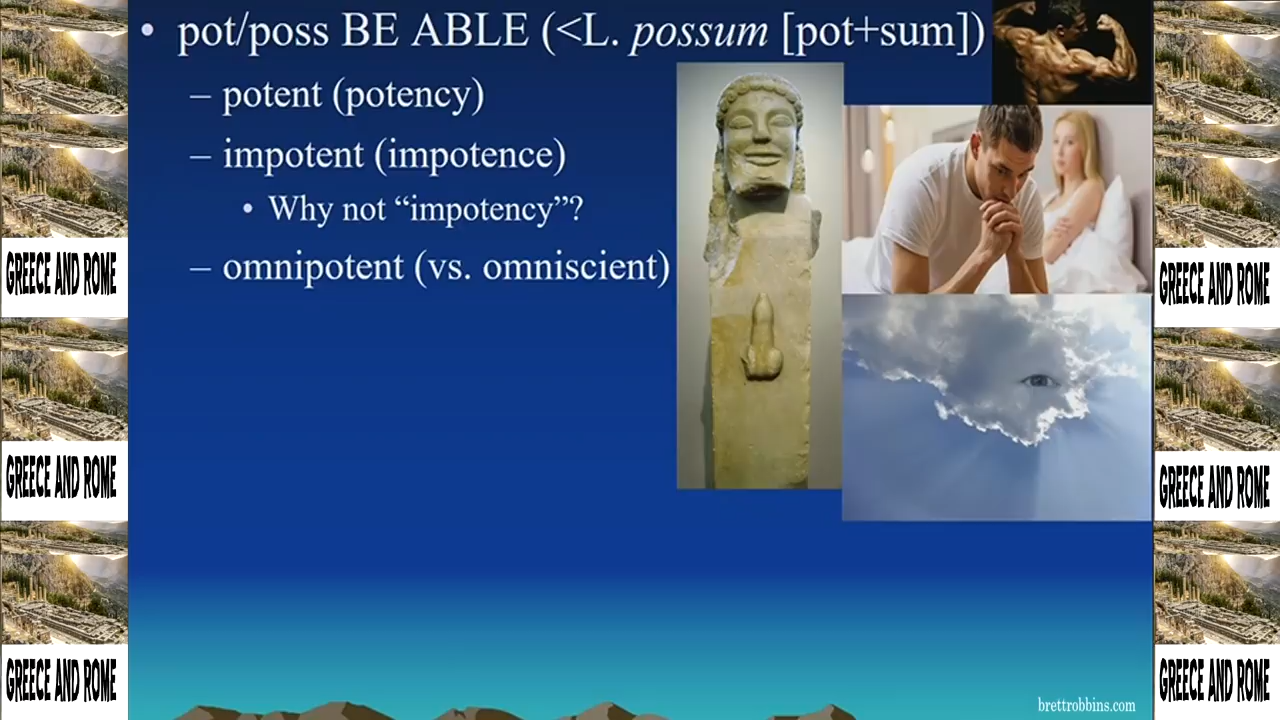 • pot/poss BE ABLE (<L. possum [pot+sum])
– potent (potency)
– impotent (impotence)
• Why not “impotency”?
– omnipotent (vs. omniscient)
GREECE AND ROME
GREECE AND ROME
GREECE AND ROME
GREECE AND ROME
GREECE AND ROME
GREECE AND ROME
brettrobbins.com